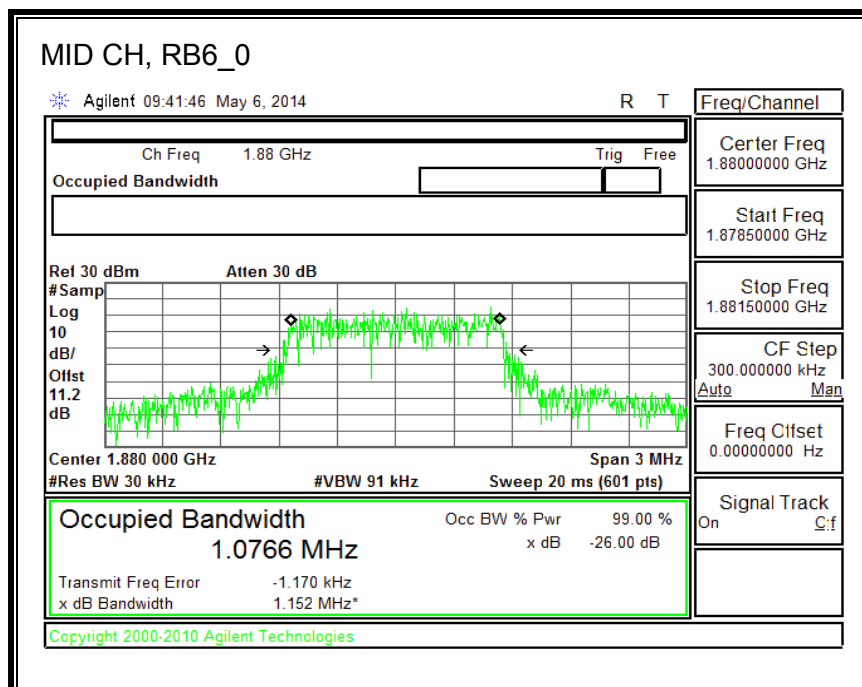 MID CH, RB6_0
Agilent 09:41:46 May 6, 2014 R T
Freq/Channel
Ch Freq 1.88 GHz Trig Free
Occupied Bandwidth
Center Freq
1.88000000 GHz
Start Freq
1.87850000 GHz
Stop Freq
1.88150000 GHz
CF Step
300.000000 kHz
Auto Man
Freq Offset
0.00000000 Hz
Signal Track
On Off
Ref 30 dBm Atten 30 dB
#Samp
Log
10
dB/
Offst
11.2
dB
Center 1.880 000 GHz Span 3 MHz
#Res BW 30 kHz #VBW 91 kHz Sweep 20 ms (601 pts)
Occupied Bandwidth Occ BW % Pwr 99.00 %
1.0766 MHz x dB -26.00 dB
Transmit Freq Error -1.170 kHz
x dB Bandwidth 1.152 MHz*
Copyright 2000-2010 Agilent Technologies